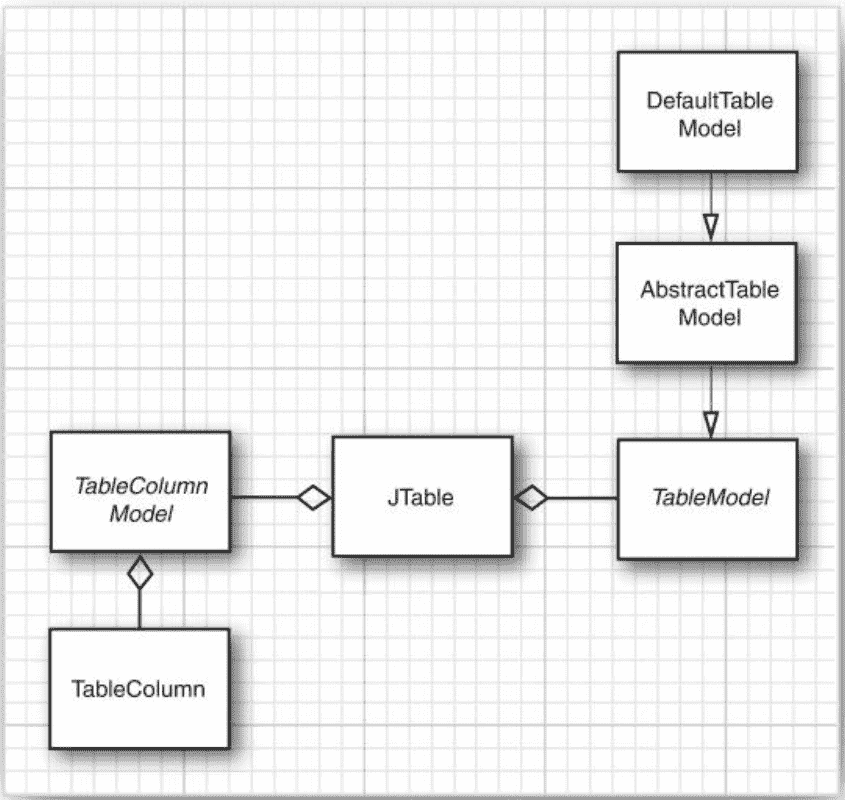 DefaultTable
Model
AbstractTable
Model
TableColumn
Model
JTable
TableModel
TableColumn